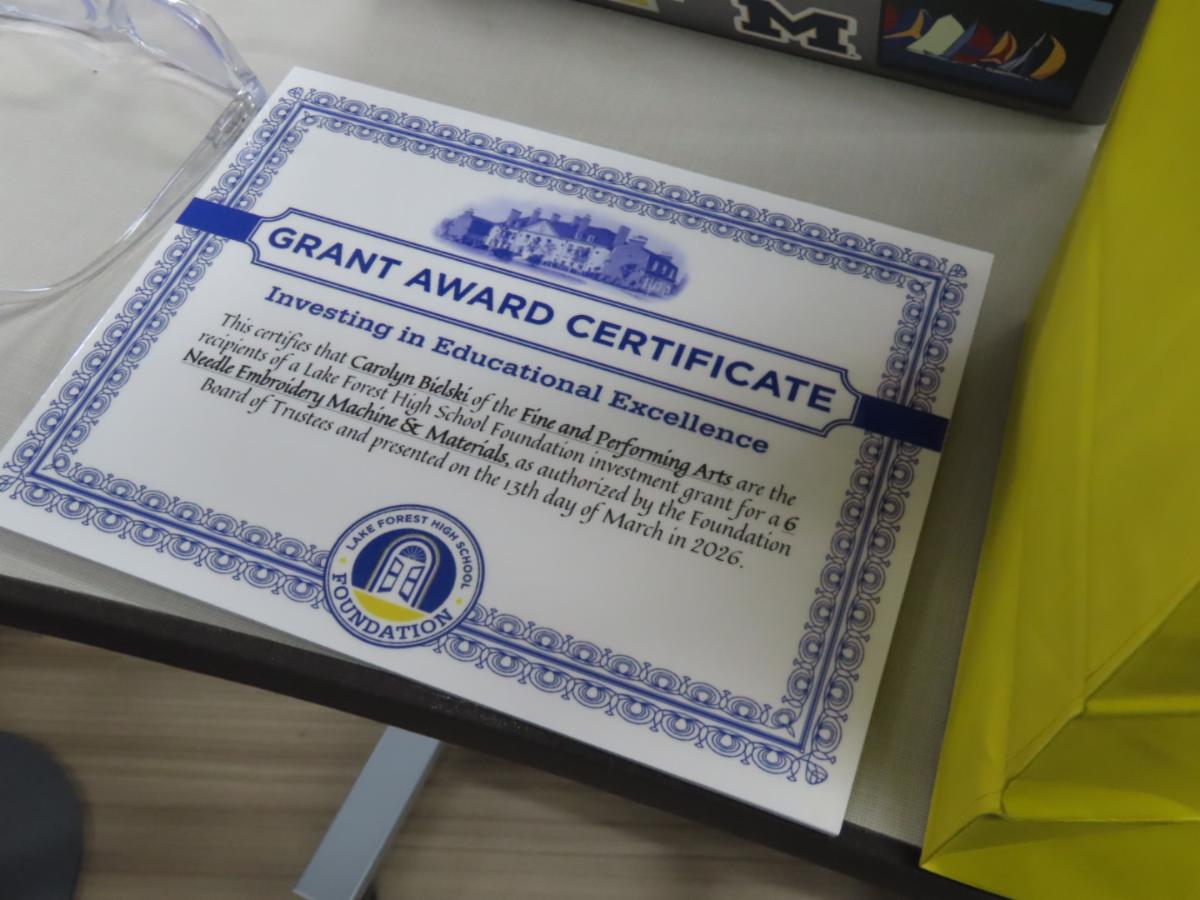 M
GRANT AWARD CERTIFICATE
Investing in Educational Excellence
This certifies that Carolyn Bielski of the Fine and Performing Arts are the
recipients of a Lake Forest High School Foundation investment grant for a 6
Needle Embroidery Machine & Materials, as authorized by the Foundation
Board of Trustees and presented on the 13th day of March in 2026.
LAKE FOREST HIGH SCHOOL
FOUNDATION